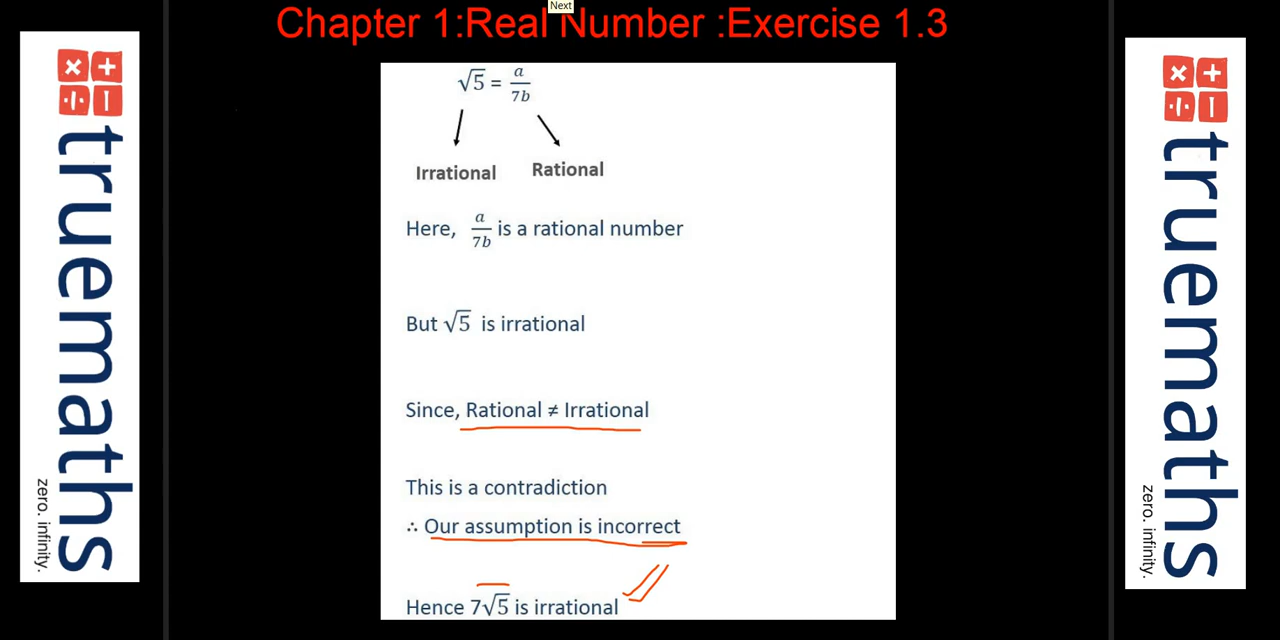 Next
Chapter 1:Real Number :Exercise 1.3
truemaths
zero. infinity.
√5 = a/7b
Irrational Rational
Here, a/7b is a rational number
But √5 is irrational
Since, Rational ≠ Irrational
This is a contradiction
∴ Our assumption is incorrect
Hence 7√5 is irrational
truemaths
zero. infinity.